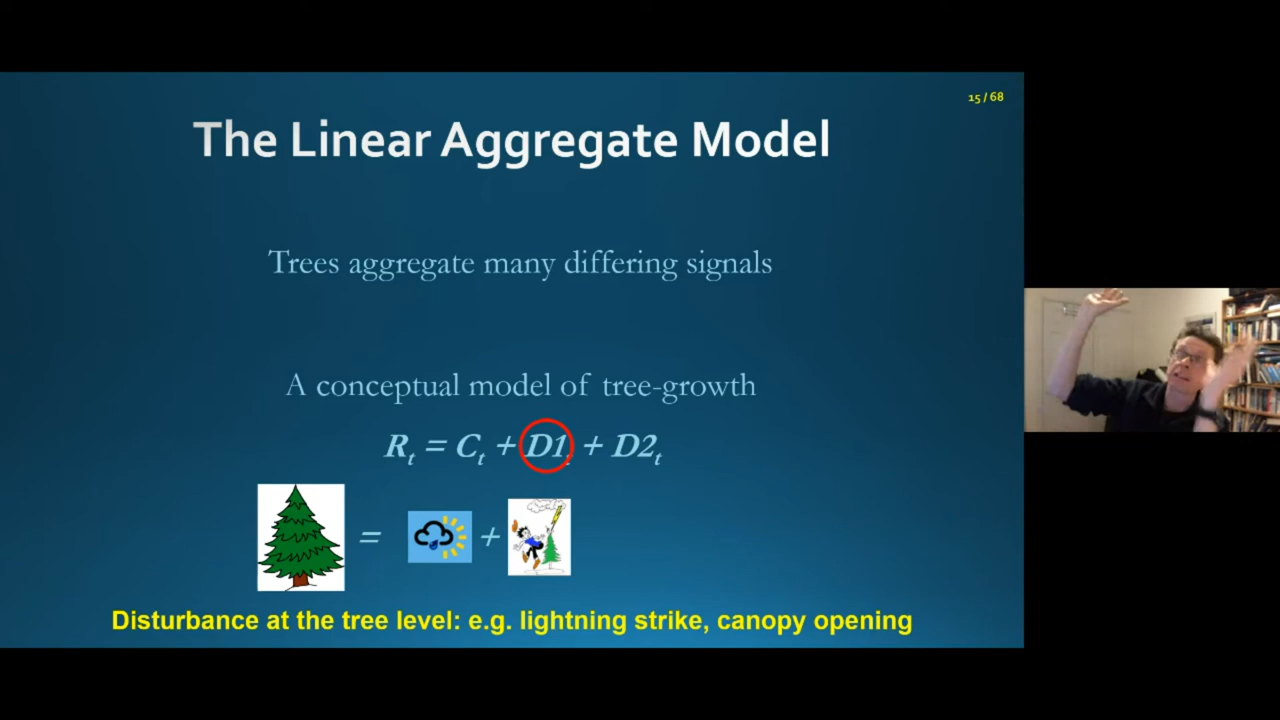 15 / 68
The Linear Aggregate Model
Trees aggregate many differing signals
A conceptual model of tree-growth
Rt = Ct + D1t + D2t
= +
Disturbance at the tree level: e.g. lightning strike, canopy opening